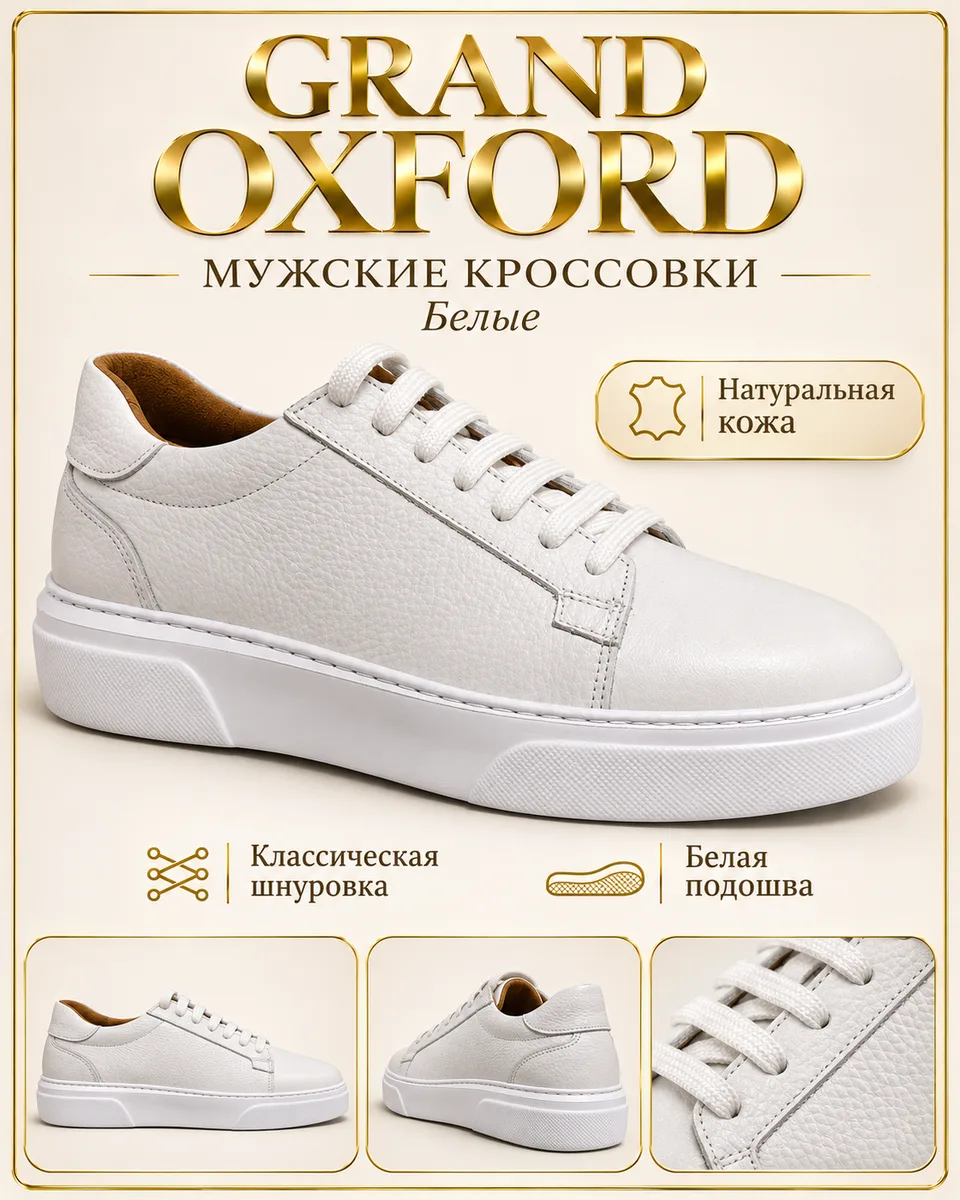 GRAND
OXFORD
МУЖСКИЕ КРОССОВКИ
Белые
Натуральная
кожа
Классическая
шнуровка
Белая
подошва